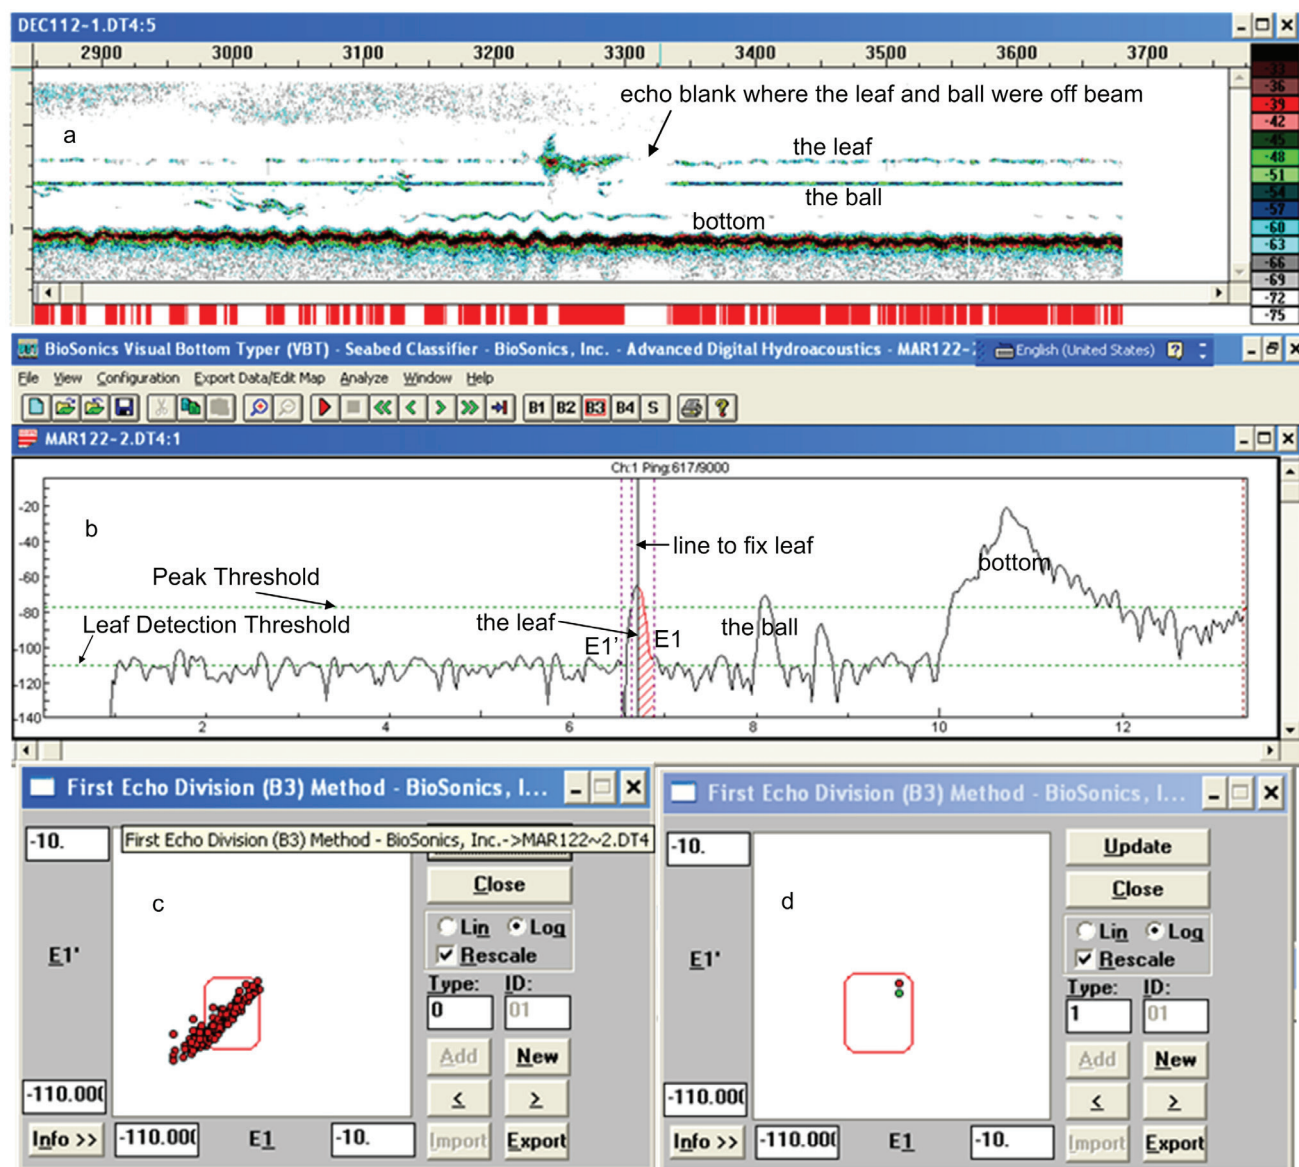 DEC112~1.DT4:5
2900 3000 3100 3200 3300 3400 3500 3600 3700
echo blank where the leaf and ball were off beam
a
the leaf
the ball
bottom
-33
-36
-39
-42
-45
-48
-51
-54
-57
-60
-63
-66
-69
-72
-75
BioSonics Visual Bottom Typer (VBT) - Seabed Classifier - BioSonics, Inc. - Advanced Digital Hydroacoustics - MAR122~
English (United States)
File View Configuration Export Data/Edit Map Analyze Window Help
B1 B2 B3 B4 S
MAR122~2.DT4:1
Ch:1 Ping:617/9000
b
-20
-40
-60
-80
-100
-120
-140
line to fix leaf
Peak Threshold
bottom
Leaf Detection Threshold
the leaf
E1' E1
the ball
2 4 6 8 10 12
First Echo Division (B3) Method - BioSonics, I...
-10.
First Echo Division (B3) Method - BioSonics, Inc.->MAR122~2.DT4
Close
c
Lin Log
Rescale
E1'
Type: ID:
0 01
Add New
-110.000
< >
Info >> -110.000 E1 -10. Import Export
First Echo Division (B3) Method - BioSonics, I...
-10.
Update
Close
d
Lin Log
Rescale
E1'
Type: ID:
1 01
Add New
-110.000
< >
Info >> -110.000 E1 -10. Import Export